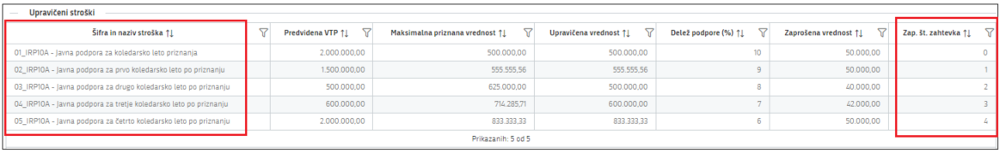 Upravičeni stroški
Šifra in naziv stroška ↑↓ Predvidena VTP ↑↓ Maksimalna priznana vrednost ↑↓ Upravičena vrednost ↑↓ Delež podpore (%) ↑↓ Zaprošena vrednost ↑↓ Zap. št. zahtevka ↑↓
01_IRP10A - Javna podpora za koledarsko leto priznanja 2.000.000,00 500.000,00 500.000,00 10 50.000,00 0
02_IRP10A - Javna podpora za prvo koledarsko leto po priznanju 1.500.000,00 555.555,56 555.555,56 9 50.000,00 1
03_IRP10A - Javna podpora za drugo koledarsko leto po priznanju 500.000,00 625.000,00 500.000,00 8 40.000,00 2
04_IRP10A - Javna podpora za tretje koledarsko leto po priznanju 600.000,00 714.285,71 600.000,00 7 42.000,00 3
05_IRP10A - Javna podpora za četrto koledarsko leto po priznanju 2.000.000,00 833.333,33 833.333,33 6 50.000,00 4
Prikazanih: 5 od 5